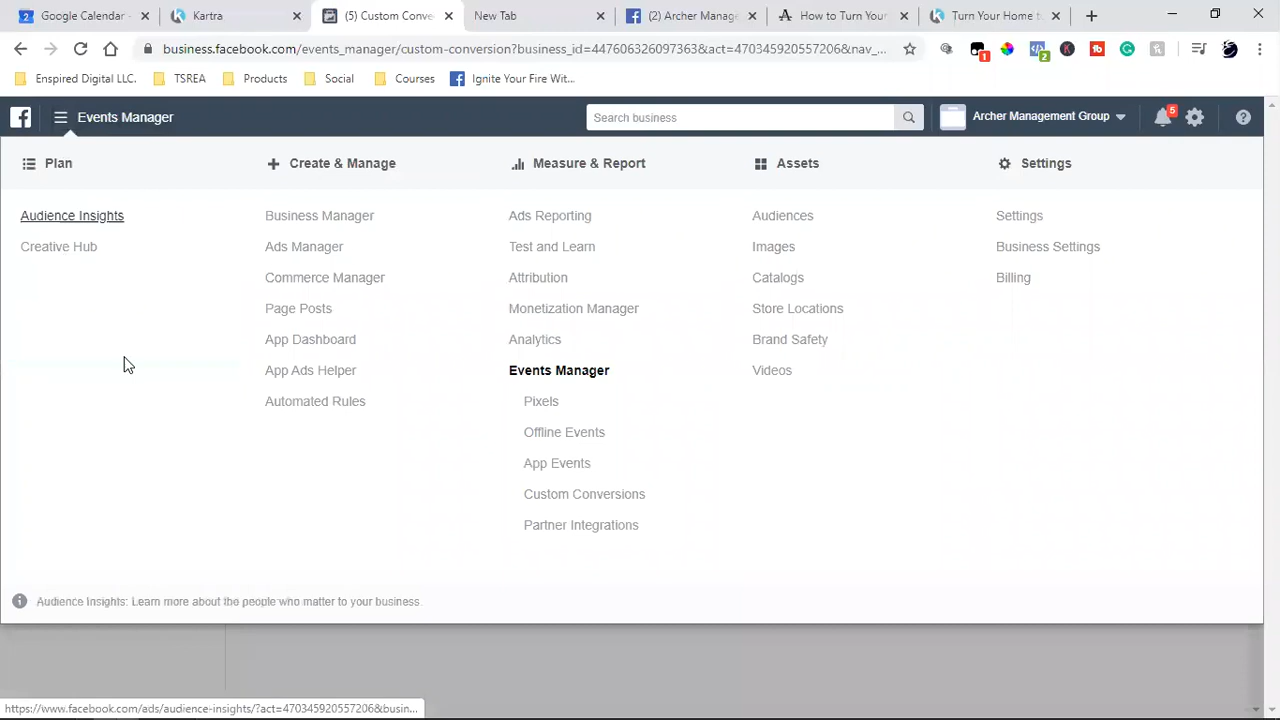 2 Google Calendar -
Kartra
(5) Custom Conve
New Tab
(2) Archer Manage
How to Turn You
Turn Your Home t
business.facebook.com/events_manager/custom-conversion?business_id=447606326097363&act=470345920557206&nav_...
1
2
Enspired Digital LLC.
TSREA
Products
Social
Courses
Ignite Your Fire Wit...
Events Manager
Search business
Archer Management Group
5
Plan
Create & Manage
Measure & Report
Assets
Settings
Audience Insights
Business Manager
Ads Reporting
Audiences
Settings
Creative Hub
Ads Manager
Test and Learn
Images
Business Settings
Commerce Manager
Attribution
Catalogs
Billing
Page Posts
Monetization Manager
Store Locations
App Dashboard
Analytics
Brand Safety
App Ads Helper
Events Manager
Videos
Automated Rules
Pixels
Offline Events
App Events
Custom Conversions
Partner Integrations
Audience Insights: Learn more about the people who matter to your business.
https://www.facebook.com/ads/audience-insights/?act=470345920557206&busin...